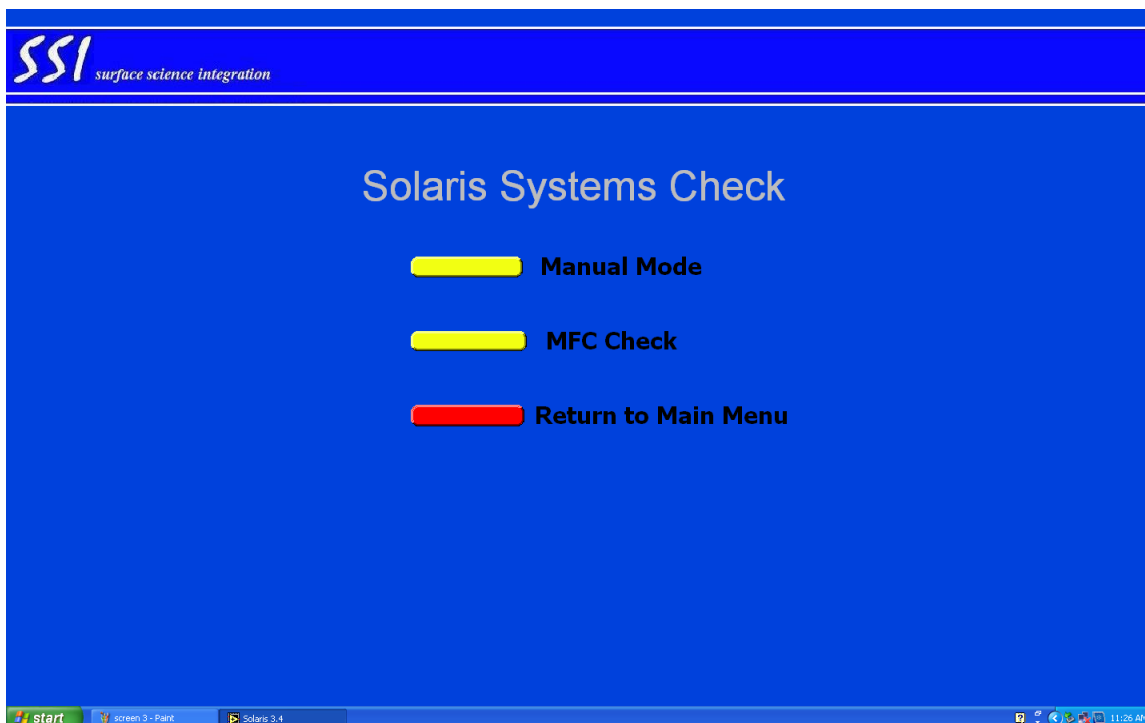 SSI surface science integration
Solaris Systems Check
Manual Mode
MFC Check
Return to Main Menu
start screen 3 - Paint Solaris 3.4 11:26 AM